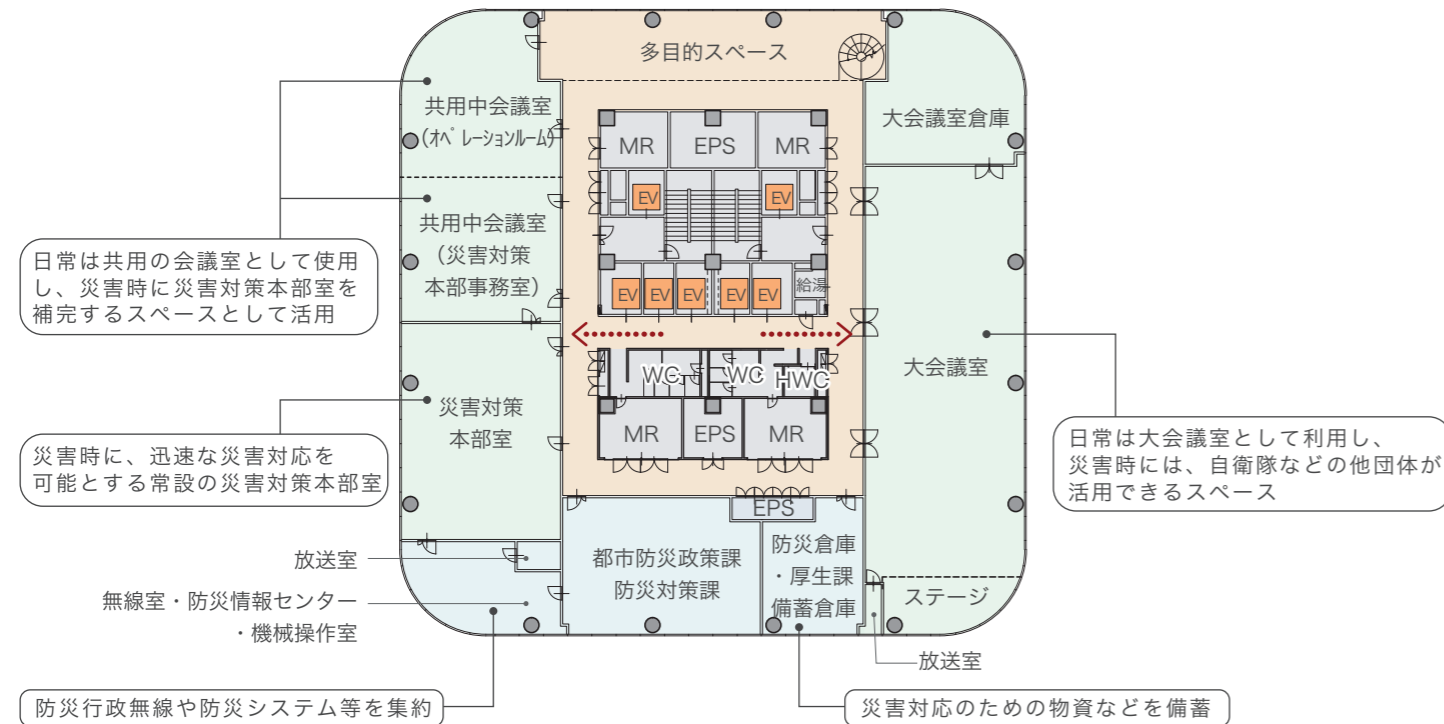 多目的スペース
共用中会議室
(オペレーションルーム)
大会議室倉庫
MR
EPS
MR
EV
EV
共用中会議室
（災害対策
本部事務室）
日常は共用の会議室として使用
し、災害時に災害対策本部室を
補完するスペースとして活用
EV
EV
EV
EV
EV
給湯
大会議室
WC
WC
HWC
災害対策
本部室
MR
EPS
MR
災害時に、迅速な災害対応を
可能とする常設の災害対策本部室
日常は大会議室として利用し、
災害時には、自衛隊などの他団体が
活用できるスペース
EPS
放送室
都市防災政策課
防災対策課
防災倉庫
・厚生課
備蓄倉庫
無線室・防災情報センター
・機械操作室
ステージ
放送室
防災行政無線や防災システム等を集約
災害対応のための物資などを備蓄